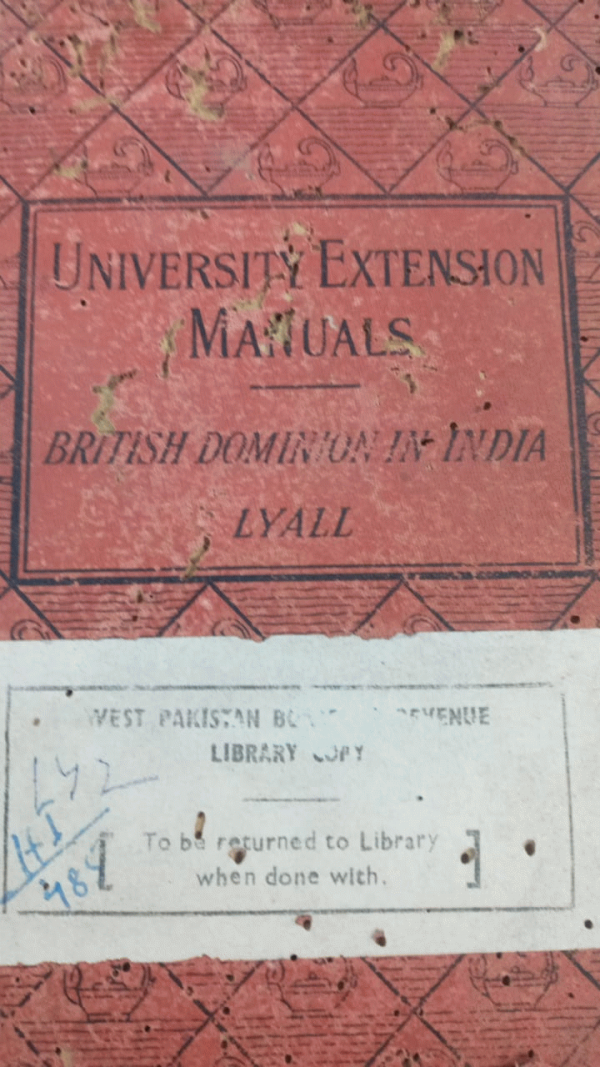 UNIVERSITY EXTENSION
MANUALS
BRITISH DOMINION IN INDIA
LYALL
WEST PAKISTAN REVENUE
LIBRARY COPY
To be returned to Library
when done with.